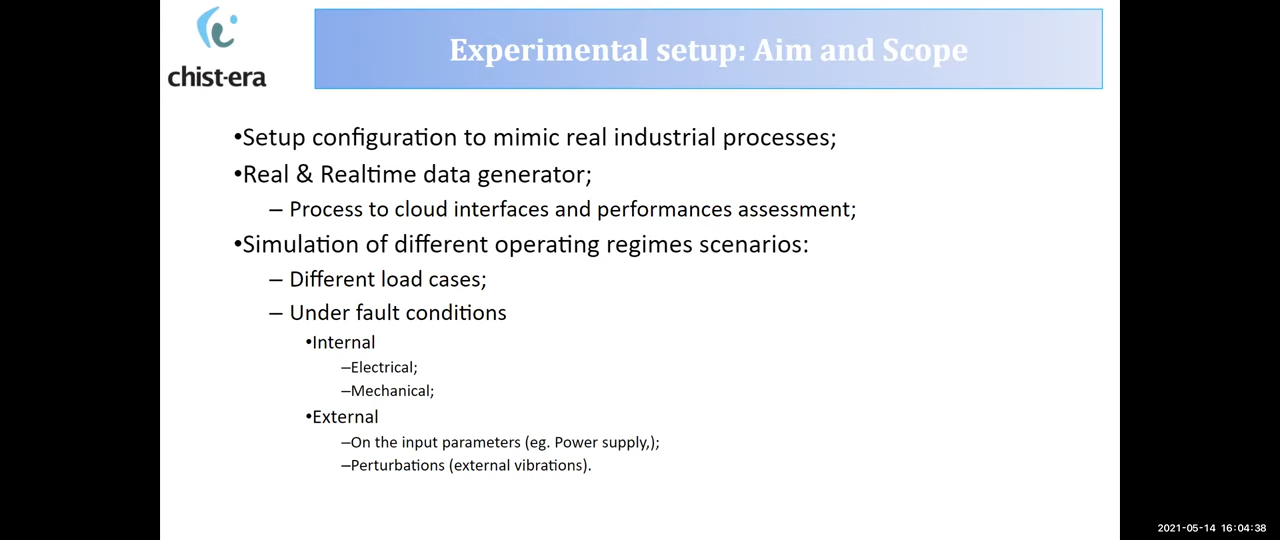 chist-era
Experimental setup: Aim and Scope
•Setup configuration to mimic real industrial processes;
•Real & Realtime data generator;
– Process to cloud interfaces and performances assessment;
•Simulation of different operating regimes scenarios:
– Different load cases;
– Under fault conditions
•Internal
–Electrical;
–Mechanical;
•External
–On the input parameters (eg. Power supply,);
–Perturbations (external vibrations).
2021-05-14 16:04:38